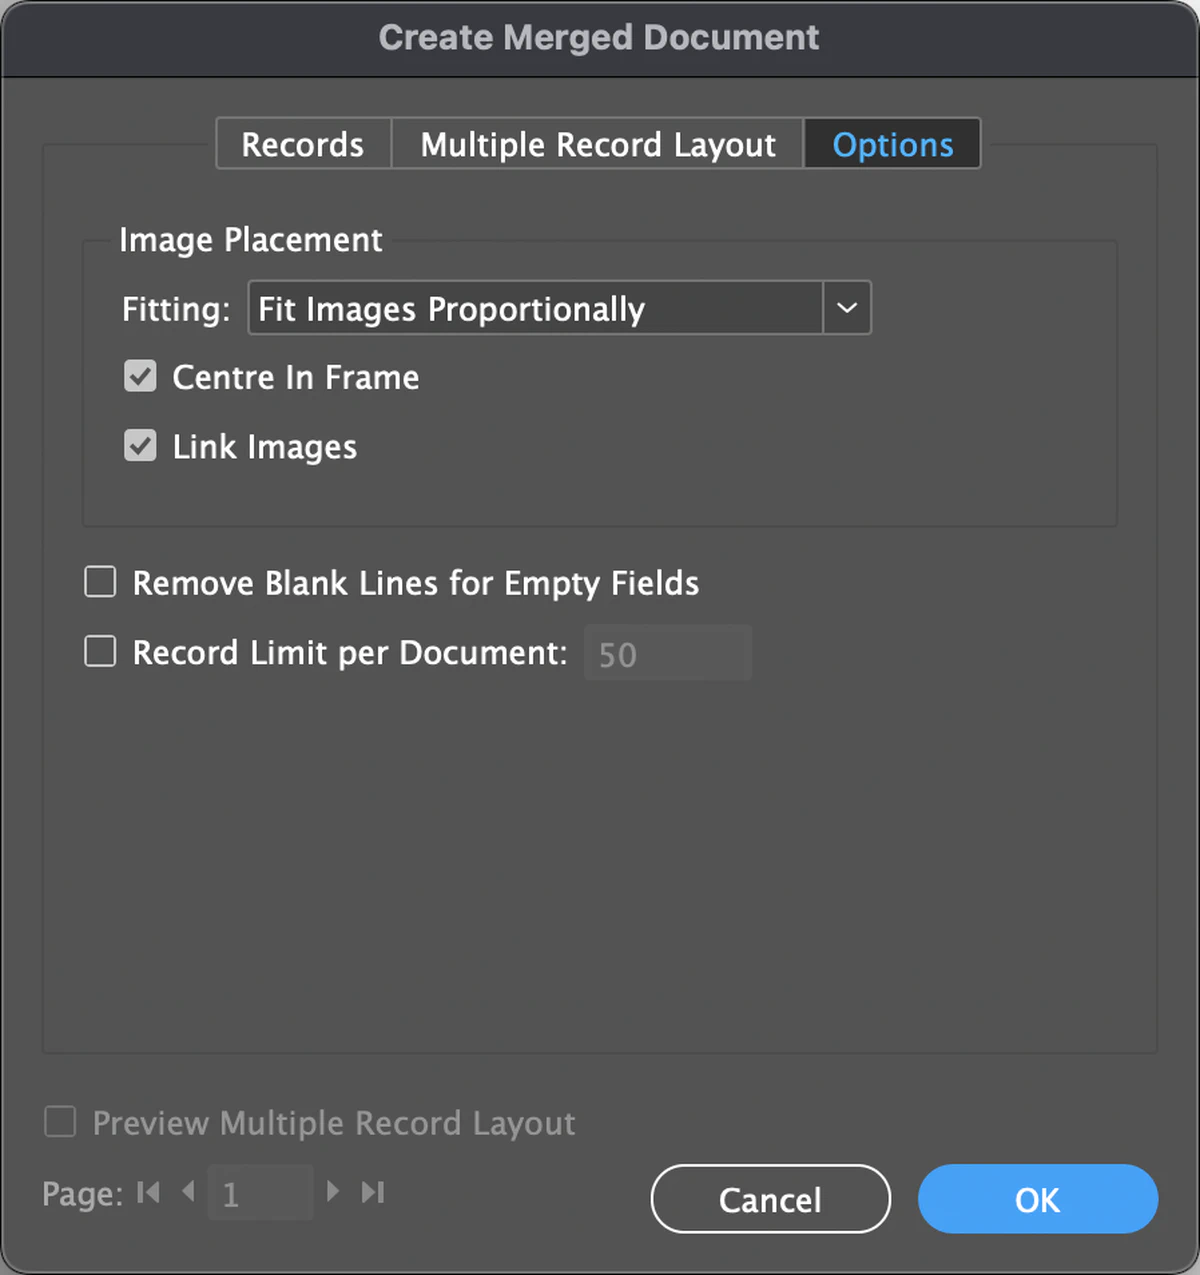 Create Merged Document
Records Multiple Record Layout Options
Image Placement
Fitting: Fit Images Proportionally
Centre In Frame
Link Images
Remove Blank Lines for Empty Fields
Record Limit per Document: 50
Preview Multiple Record Layout
Page: 1
Cancel OK